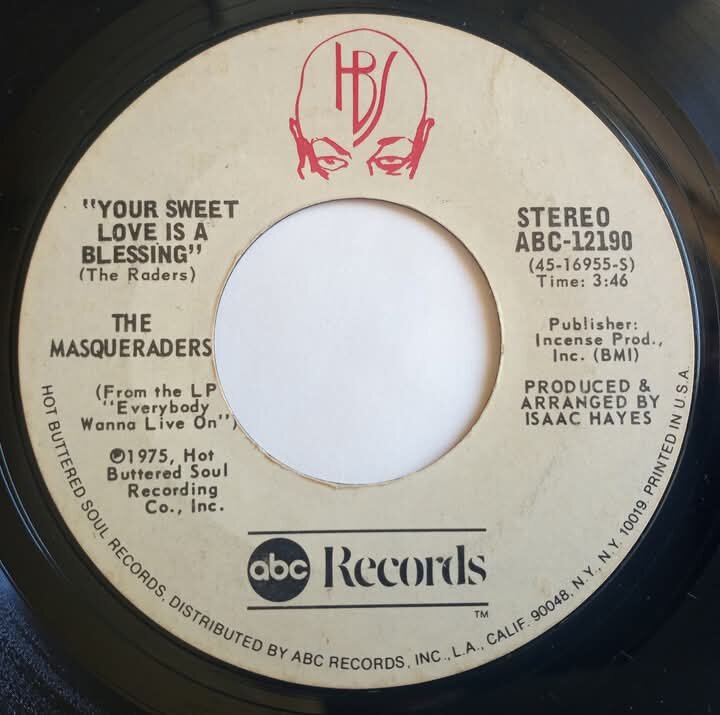 HBS
"YOUR SWEET
LOVE IS A
BLESSING"
(The Raders)
THE
MASQUERADERS
(From the LP
"Everybody
Wanna Live On")
℗1975, Hot
Buttered Soul
Recording
Co., Inc.
STEREO
ABC-12190
(45-16955-S)
Time: 3:46
Publisher:
Incense Prod.,
Inc. (BMI)
PRODUCED &
ARRANGED BY
ISAAC HAYES
abc Records
TM
HOT BUTTERED SOUL RECORDS, DISTRIBUTED BY ABC RECORDS, INC., L.A., CALIF. 90048, N.Y., N.Y. 10019. PRINTED IN U.S.A.